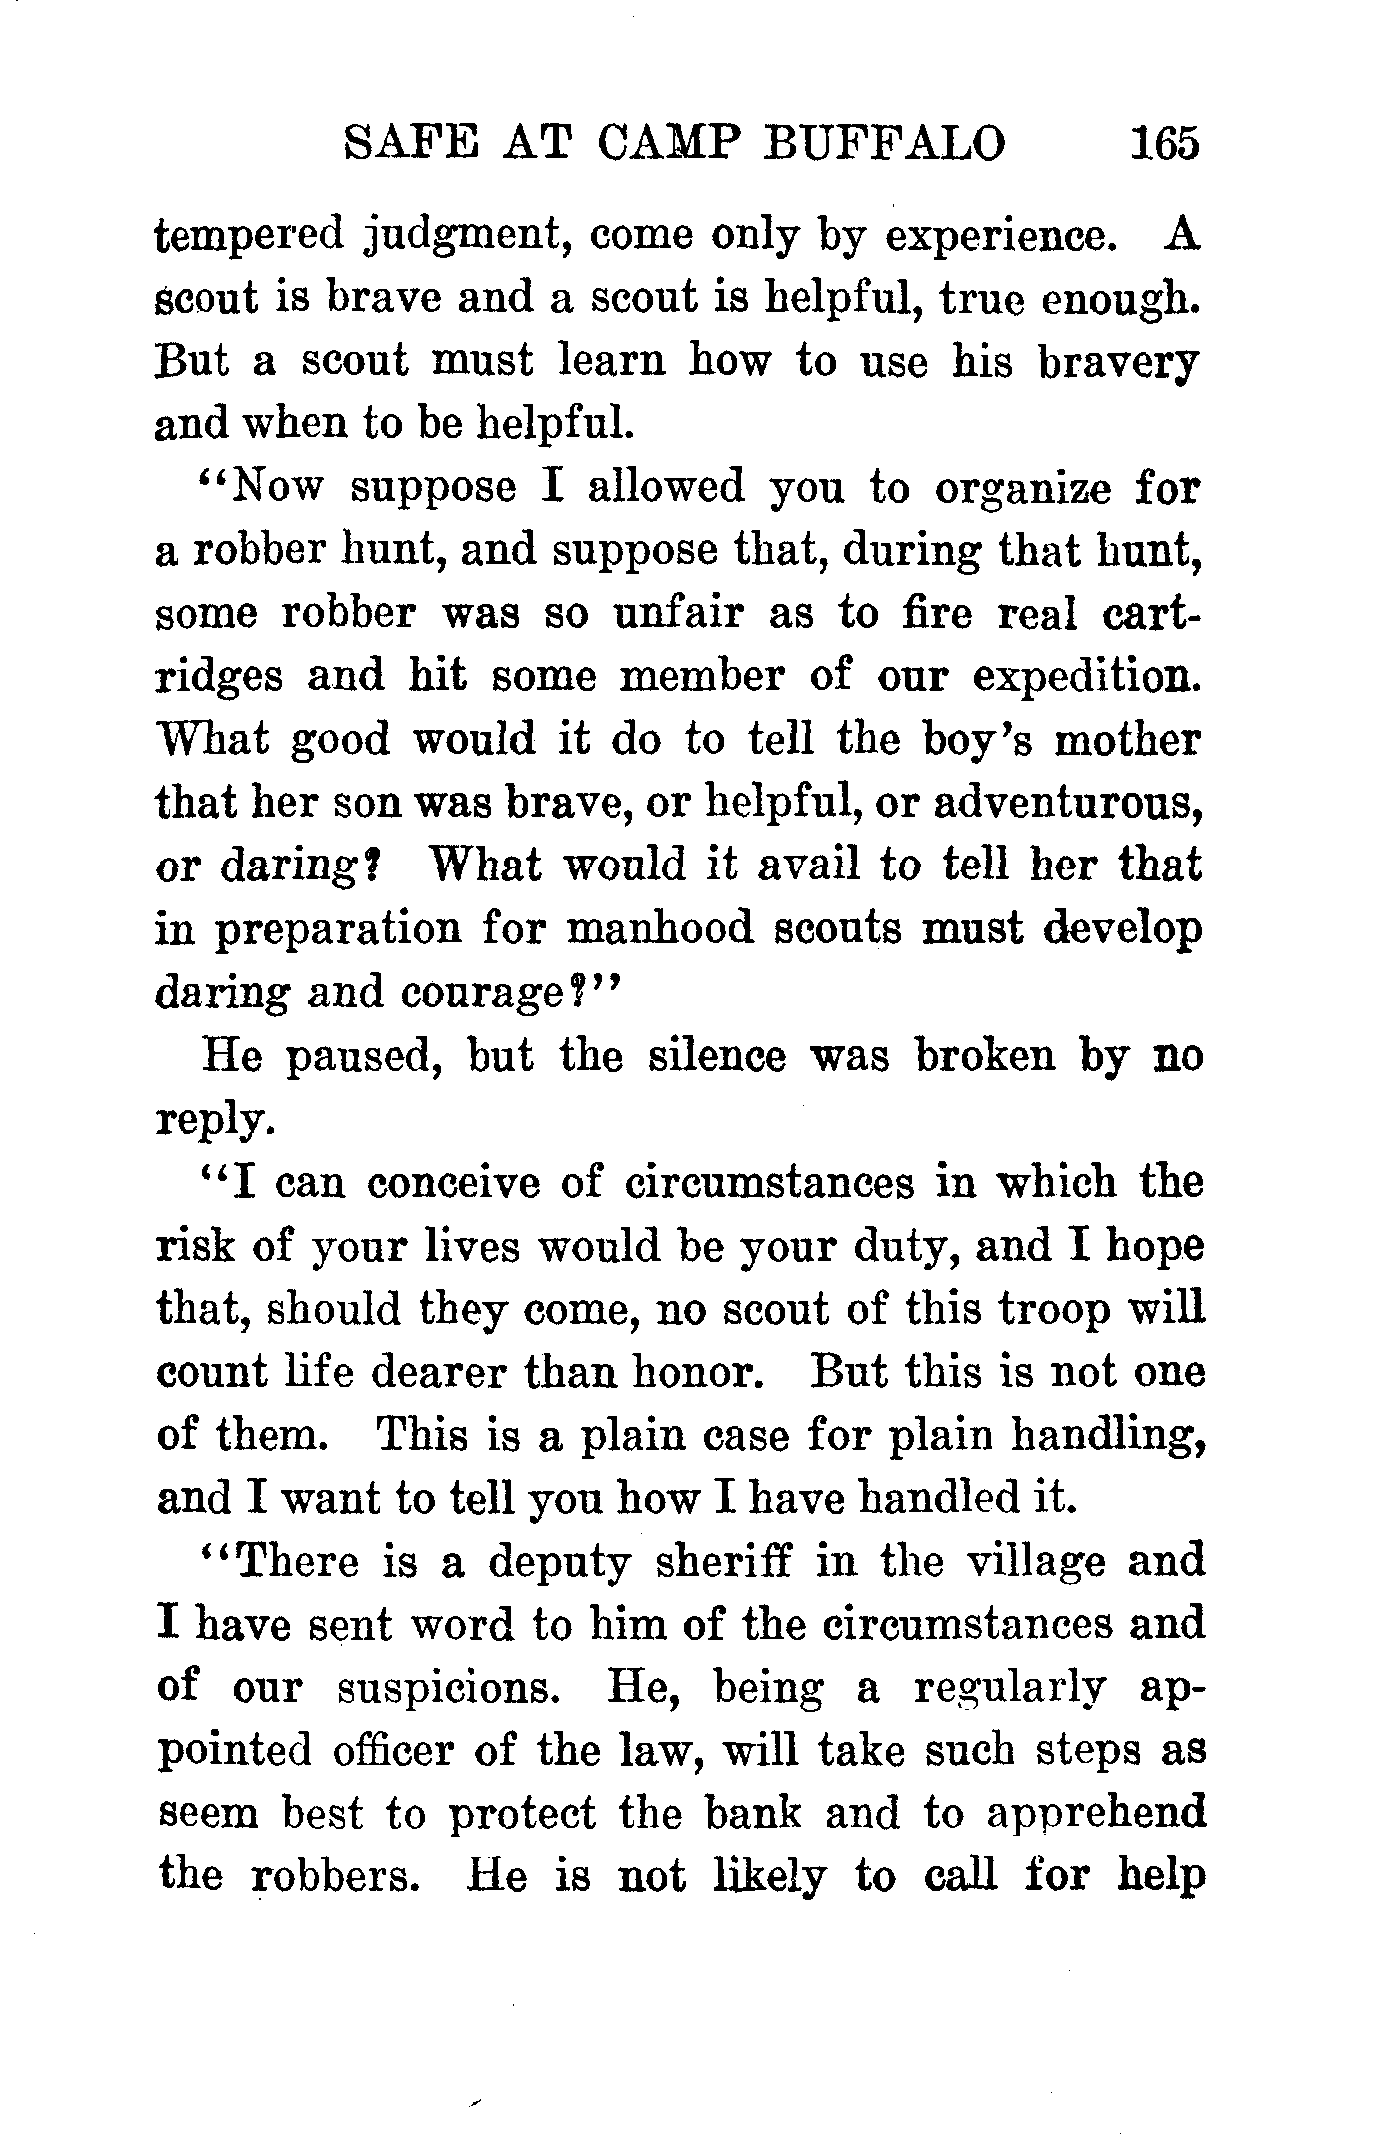 SAFE AT CAMP BUFFALO 165
tempered judgment, come only by experience. A
scout is brave and a scout is helpful, true enough.
But a scout must learn how to use his bravery
and when to be helpful.
“Now suppose I allowed you to organize for
a robber hunt, and suppose that, during that hunt,
some robber was so unfair as to fire real cart-
ridges and hit some member of our expedition.
What good would it do to tell the boy’s mother
that her son was brave, or helpful, or adventurous,
or daring? What would it avail to tell her that
in preparation for manhood scouts must develop
daring and courage?”
He paused, but the silence was broken by no
reply.
“I can conceive of circumstances in which the
risk of your lives would be your duty, and I hope
that, should they come, no scout of this troop will
count life dearer than honor. But this is not one
of them. This is a plain case for plain handling,
and I want to tell you how I have handled it.
“There is a deputy sheriff in the village and
I have sent word to him of the circumstances and
of our suspicions. He, being a regularly ap-
pointed officer of the law, will take such steps as
seem best to protect the bank and to apprehend
the robbers. He is not likely to call for help